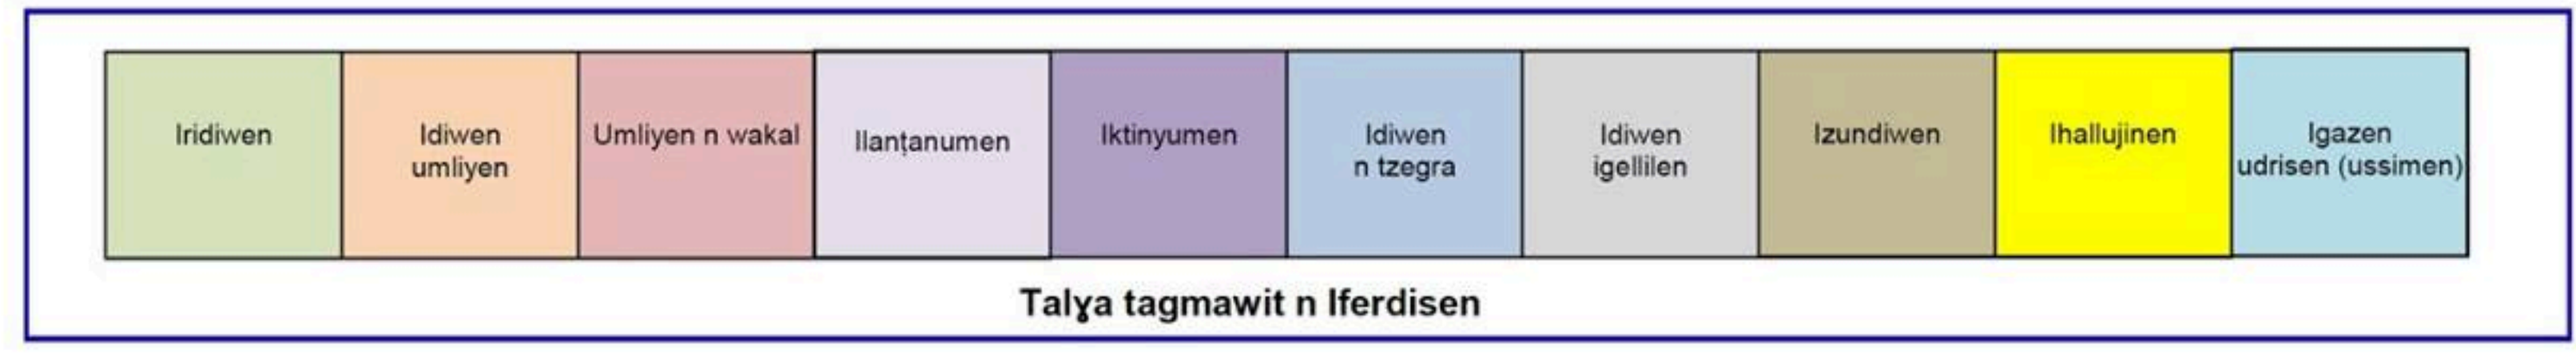 Iridiwen
Idiwen
umliyen
Umliyen n wakal
Ilanṭanumen
Iktinyumen
Idiwen
n tzegra
Idiwen
igellilen
Izundiwen
Ihallujinen
Igazen
udrisen (ussimen)
Talɣa tagmawit n Iferdisen